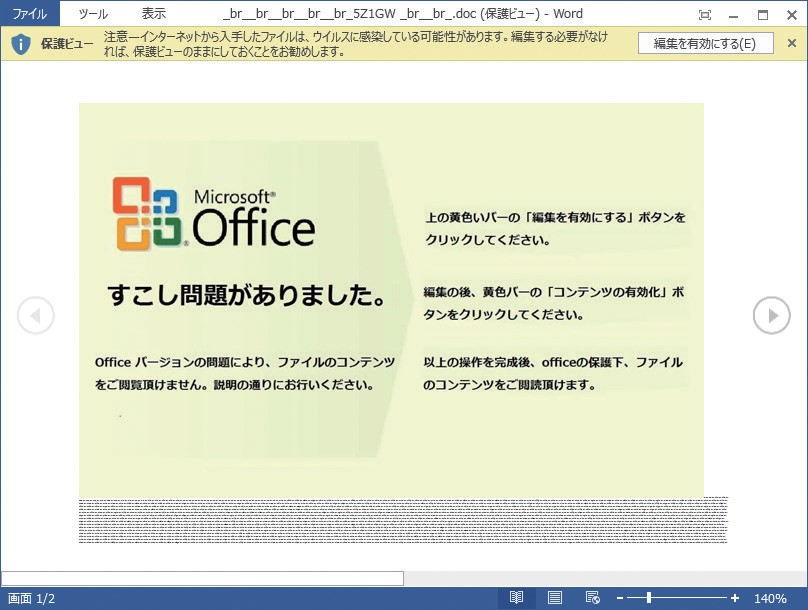 ファイル ツール 表示 _br__br__br__br__br_5Z1GW _br__br_.doc (保護ビュー) - Word
保護ビュー 注意—インターネットから入手したファイルは、ウイルスに感染している可能性があります。編集する必要がなけ
れば、保護ビューのままにしておくことをお勧めします。
編集を有効にする(E)
Microsoft®
Office®
すこし問題がありました。
Office バージョンの問題により、ファイルのコンテンツ
をご閲覧頂けません。説明の通りにお行いください。
上の黄色いバーの「編集を有効にする」ボタンを
クリックしてください。
編集の後、黄色バーの「コンテンツの有効化」ボ
タンをクリックしてください。
以上の操作を完成後、officeの保護下、ファイル
のコンテンツをご閲読頂けます。
画面 1/2
140%